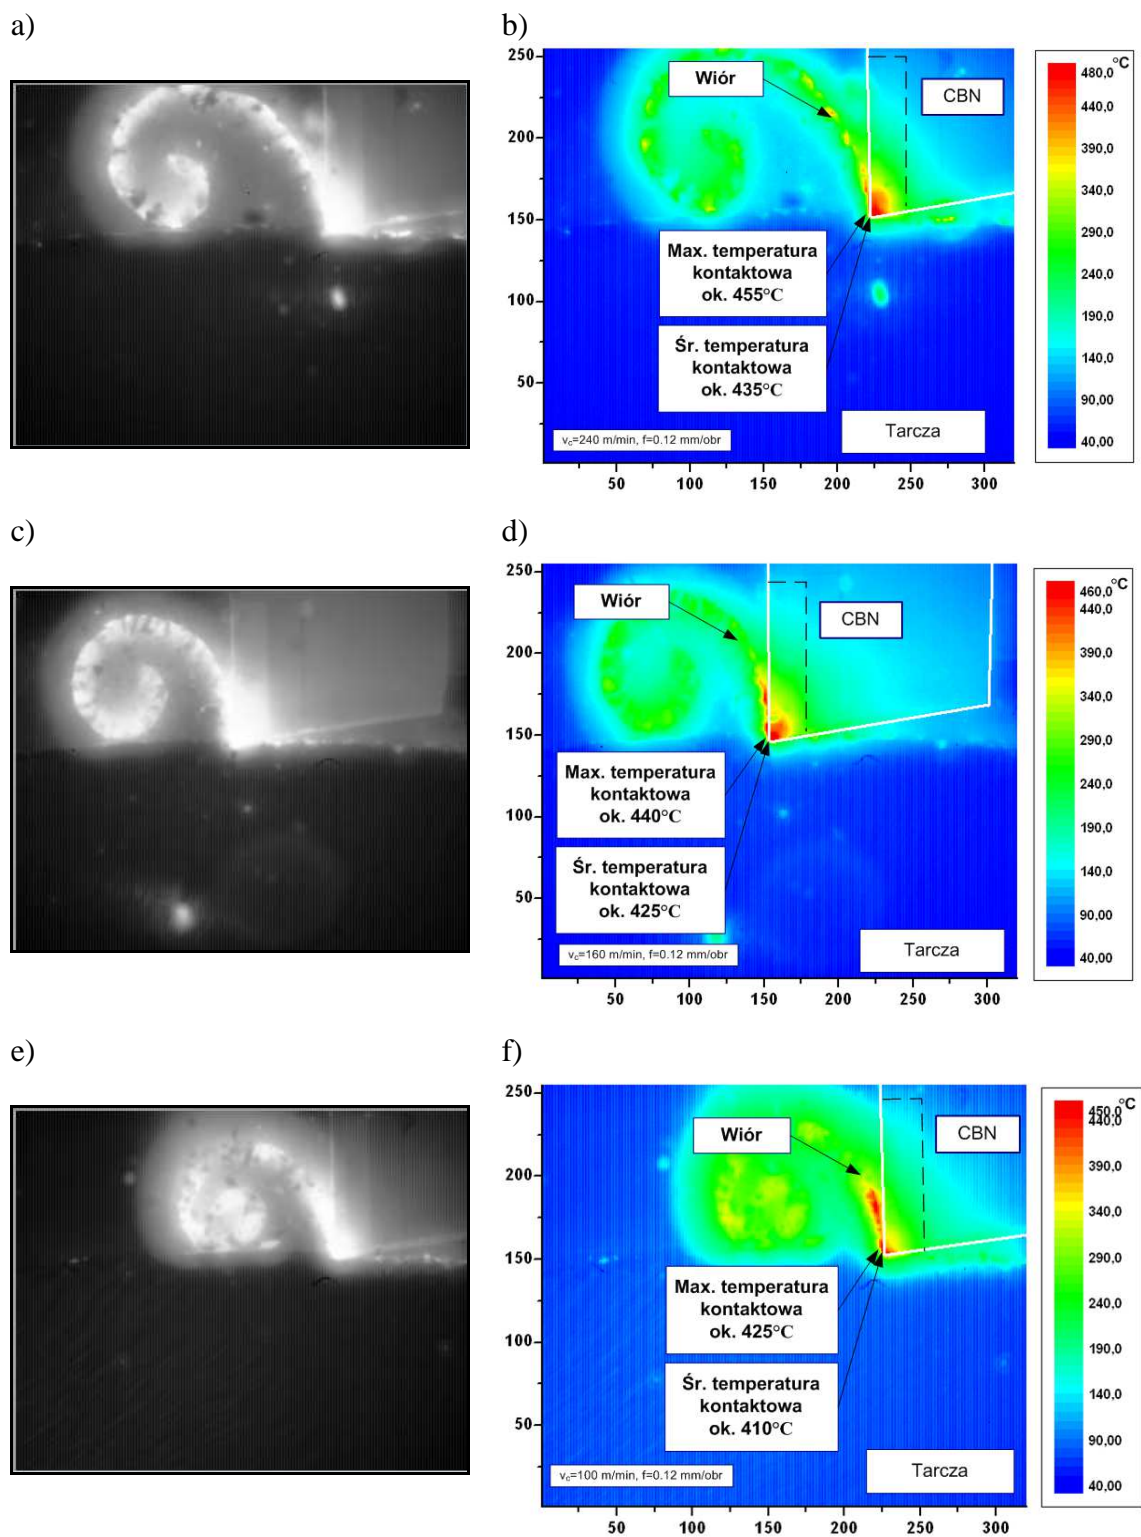 a)
b)
250
200
150
100
50
50
100
150
200
250
300
Wiór
CBN
Max. temperatura
kontaktowa
ok. 455°C
Śr. temperatura
kontaktowa
ok. 435°C
Tarcza
vc=240 m/min, f=0.12 mm/obr
°C
480,0
440,0
390,0
340,0
290,0
240,0
190,0
140,0
90,00
40,00
c)
d)
250
200
150
100
50
50
100
150
200
250
300
Wiór
CBN
Max. temperatura
kontaktowa
ok. 440°C
Śr. temperatura
kontaktowa
ok. 425°C
Tarcza
vc=160 m/min, f=0.12 mm/obr
°C
460,0
440,0
390,0
340,0
290,0
240,0
190,0
140,0
90,00
40,00
e)
f)
250
200
150
100
50
50
100
150
200
250
300
Wiór
CBN
Max. temperatura
kontaktowa
ok. 425°C
Śr. temperatura
kontaktowa
ok. 410°C
Tarcza
vc=100 m/min, f=0.12 mm/obr
°C
450,0
440,0
390,0
340,0
290,0
240,0
190,0
140,0
90,00
40,00